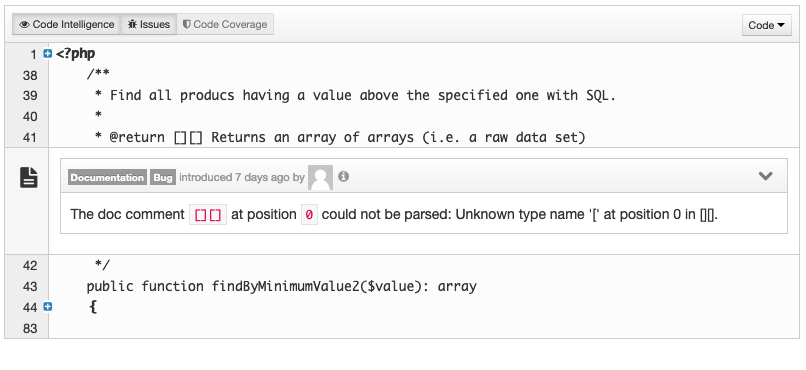 Code Intelligence Issues Code Coverage Code
1 <?php
38 /**
39 * Find all producs having a value above the specified one with SQL.
40 *
41 * @return [][] Returns an array of arrays (i.e. a raw data set)
Documentation Bug introduced 7 days ago by
The doc comment [][] at position 0 could not be parsed: Unknown type name '[' at position 0 in [][].
42 */
43 public function findByMinimumValue2($value): array
44 {
83